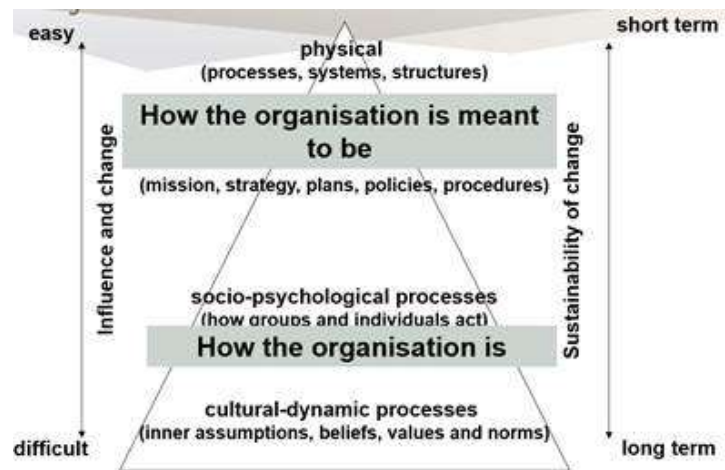 easy
short term
physical
(processes, systems, structures)
How the organisation is meant
to be
(mission, strategy, plans, policies, procedures)
Influence and change
Sustainability of change
socio-psychological processes
(how groups and individuals act)
How the organisation is
cultural-dynamic processes
(inner assumptions, beliefs, values and norms)
difficult
long term